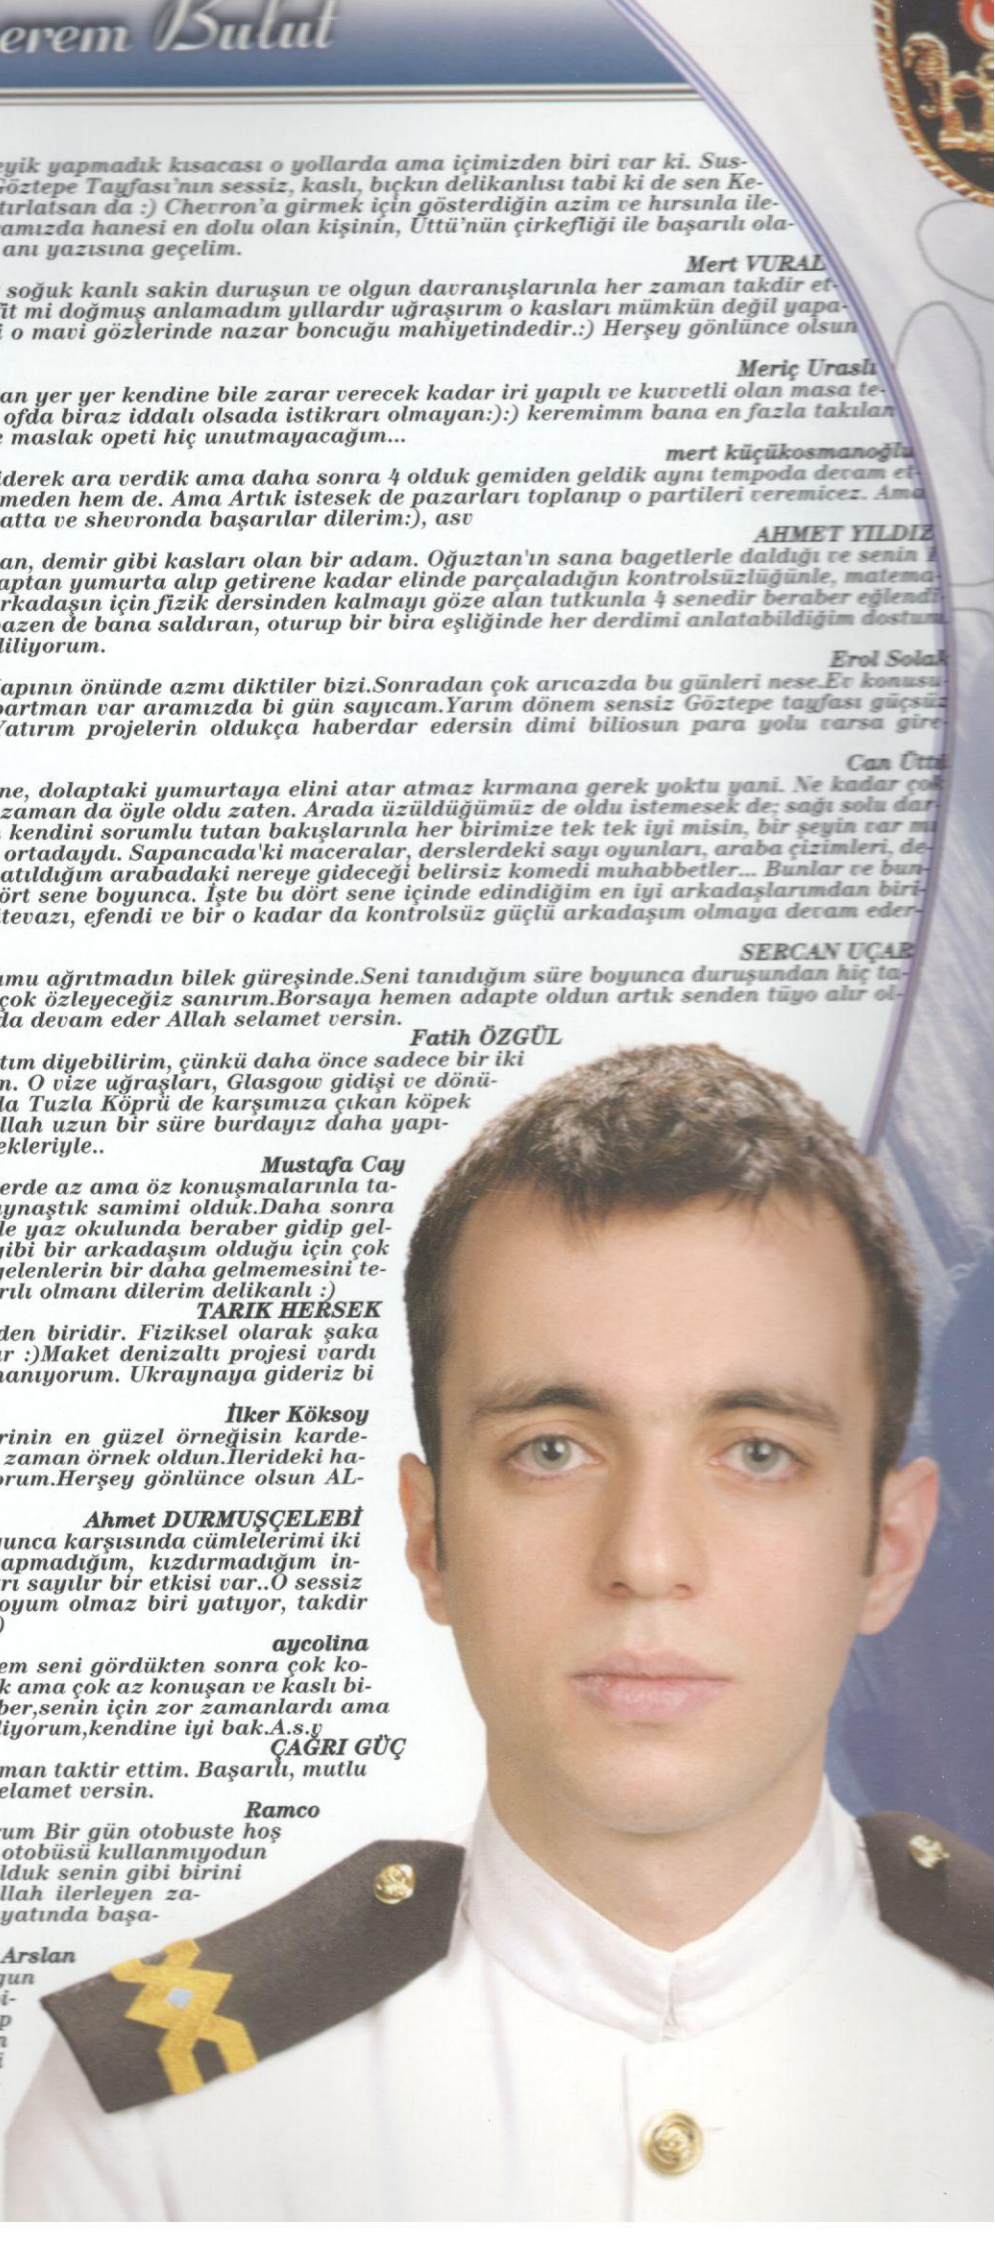 erem Bulut
eyik yapmadık kısacası o yollarda ama içimizden biri var ki. Sus-
Göztepe Tayfası'nın sessiz, kaslı, bıçkın delikanlısı tabi ki de sen Ke-
tırlatsan da :) Chevron'a girmek için gösterdiğin azim ve hırsınla ile-
amızda hanesi en dolu olan kişinin, Üttü'nün çirkefliği ile başarılı ola-
anı yazısına geçelim.
Mert VURAL
soğuk kanlı sakin duruşun ve olgun davranışlarınla her zaman takdir et-
fit mi doğmuş anlamadım yıllardır uğraşırım o kasları mümkün değil yapa-
i o mavi gözlerinde nazar boncuğu mahiyetindedir.:) Herşey gönlünce olsun
Meriç Uraslı
an yer yer kendine bile zarar verecek kadar iri yapılı ve kuvvetli olan masa te-
ofda biraz iddalı olsada istikrarı olmayan:):) keremimm bana en fazla takılan
e maslak opeti hiç unutmayacağım...
mert küçükosmanoğlu
iderek ara verdik ama daha sonra 4 olduk gemiden geldik aynı tempoda devam et-
meden hem de. Ama Artık istesek de pazarları toplanıp o partileri veremicez. Ama
atta ve shevronda başarılar dilerim:), asv
AHMET YILDIZ
an, demir gibi kasları olan bir adam. Oğuztan'ın sana bagetlerle daldığı ve senin 1
aptan yumurta alıp getirene kadar elinde parçaladığın kontrolsüzlüğünle, matema-
rkadaşın için fizik dersinden kalmayı göze alan tutkunla 4 senedir beraber eğlendi-
bazen de bana saldıran, oturup bir bira eşliğinde her derdimi anlatabildiğim dostum.
diliyorum.
Erol Solak
Kapının önünde azmı diktiler bizi.Sonradan çok arıcazda bu günleri nese.Ev konusu-
partman var aramızda bi gün sayıcam.Yarım dönem sensiz Göztepe tayfası güçsüz
Yatırım projelerin oldukça haberdar edersin dimi biliosun para yolu varsa gire-
Can Üttü
ne, dolaptaki yumurtaya elini atar atmaz kırmana gerek yoktu yani. Ne kadar çok
zaman da öyle oldu zaten. Arada üzüldüğümüz de oldu istemesek de; sağı solu dar-
kendini sorumlu tutan bakışlarınla her birimize tek tek iyi misin, bir şeyin var mı
ortadaydı. Sapancada'ki maceralar, derslerdeki sayı oyunları, araba çizimleri, de-
atıldığım arabadaki nereye gideceği belirsiz komedi muhabbetler... Bunlar ve bun-
ört sene boyunca. İşte bu dört sene içinde edindiğim en iyi arkadaşlarımdan biri-
itevazı, efendi ve bir o kadar da kontrolsüz güçlü arkadaşım olmaya devam eder-
SERCAN UÇAR
umu ağrıtmadın bilek güreşinde.Seni tanıdığım süre boyunca duruşundan hiç ta-
çok özleyeceğiz sanırım.Borsaya hemen adapte oldun artık senden tüyo alır ol-
da devam eder Allah selamet versin.
Fatih ÖZGÜL
tım diyebilirim, çünkü daha önce sadece bir iki
n. O vize uğraşları, Glasgow gidişi ve dönü-
da Tuzla Köprü de karşımıza çıkan köpek
llah uzun bir süre burdayız daha yapı-
ekleriyle..
Mustafa Cay
erde az ama öz konuşmalarınla ta-
ynaştık samimi olduk.Daha sonra
le yaz okulunda beraber gidip gel-
gibi bir arkadaşım olduğu için çok
gelenlerin bir daha gelmemesini te-
rılı olmanı dilerim delikanlı :)
TARIK HERSEK
den biridir. Fiziksel olarak şaka
ır :)Maket denizaltı projesi vardı
nanıyorum. Ukraynaya gideriz bi
İlker Köksoy
rinin en güzel örneğisin karde-
zaman örnek oldun.İlerideki ha-
orum.Herşey gönlünce olsun AL-
Ahmet DURMUŞÇELEBİ
yunca karşısında cümlelerimi iki
apmadığım, kızdırmadığım in-
rı sayılır bir etkisi var..O sessiz
oyum olmaz biri yatıyor, takdir
)
aycolina
em seni gördükten sonra çok ko-
k ama çok az konuşan ve kaslı bi-
ber,senin için zor zamanlardı ama
liyorum,kendine iyi bak.A.s.y
ÇAĞRI GÜÇ
man taktir ettim. Başarılı, mutlu
elamet versin.
Ramco
rum Bir gün otobuste hoş
otobüsü kullanmıyodun
lduk senin gibi birini
llah ilerleyen za-
yatında başa-
Arslan
gun
i-
p
n
i